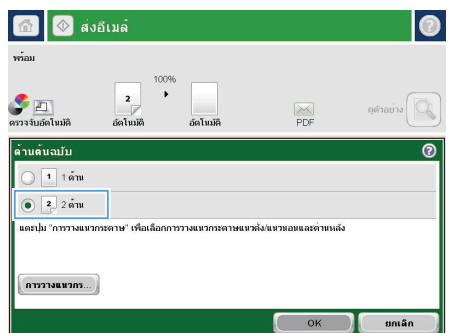 ส่งอีเมล์
พร้อม
100%
2
ตรวจจับอัตโนมัติ
อัตโนมัติ
อัตโนมัติ
PDF
ดูตัวอย่าง
ด้านต้นฉบับ
1 1 ด้าน
2 2 ด้าน
แตะปุ่ม "การวางแนวกระดาษ" เพื่อเลือกการวางแนวกระดาษแนวตั้ง/แนวนอนและด้านหลัง
การวางแนวกร...
OK
ยกเลิก